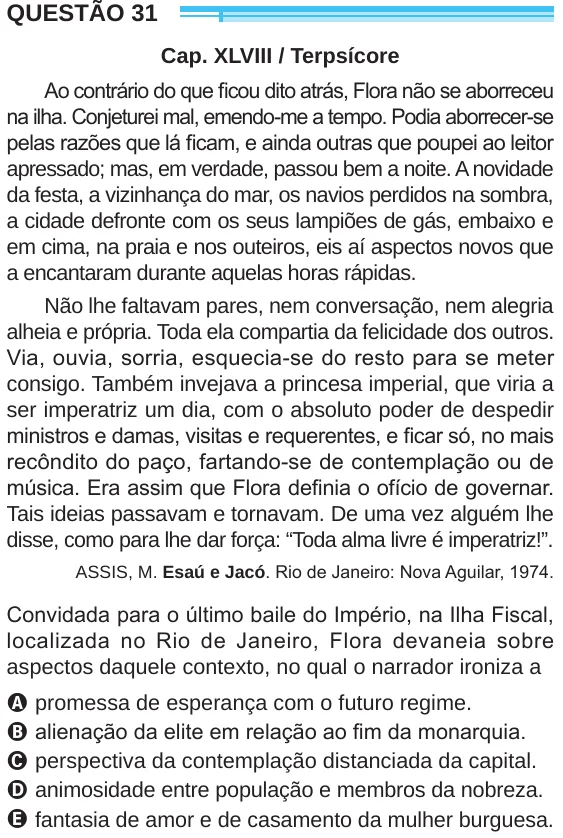 QUESTÃO 31
Cap. XLVIII / Terpsícore
Ao contrário do que ficou dito atrás, Flora não se aborreceu
na ilha. Conjeturei mal, emendo-me a tempo. Podia aborrecer-se
pelas razões que lá ficam, e ainda outras que poupei ao leitor
apressado; mas, em verdade, passou bem a noite. A novidade
da festa, a vizinhança do mar, os navios perdidos na sombra,
a cidade defronte com os seus lampiões de gás, embaixo e
em cima, na praia e nos outeiros, eis aí aspectos novos que
a encantaram durante aquelas horas rápidas.
Não lhe faltavam pares, nem conversação, nem alegria
alheia e própria. Toda ela compartia da felicidade dos outros.
Via, ouvia, sorria, esquecia-se do resto para se meter
consigo. Também invejava a princesa imperial, que viria a
ser imperatriz um dia, com o absoluto poder de despedir
ministros e damas, visitas e requerentes, e ficar só, no mais
recôndito do paço, fartando-se de contemplação ou de
música. Era assim que Flora definia o ofício de governar.
Tais ideias passavam e tornavam. De uma vez alguém lhe
disse, como para lhe dar força: “Toda alma livre é imperatriz!”.
ASSIS, M. Esaú e Jacó. Rio de Janeiro: Nova Aguilar, 1974.
Convidada para o último baile do Império, na Ilha Fiscal,
localizada no Rio de Janeiro, Flora devaneia sobre
aspectos daquele contexto, no qual o narrador ironiza a
A promessa de esperança com o futuro regime.
B alienação da elite em relação ao fim da monarquia.
C perspectiva da contemplação distanciada da capital.
D animosidade entre população e membros da nobreza.
E fantasia de amor e de casamento da mulher burguesa.